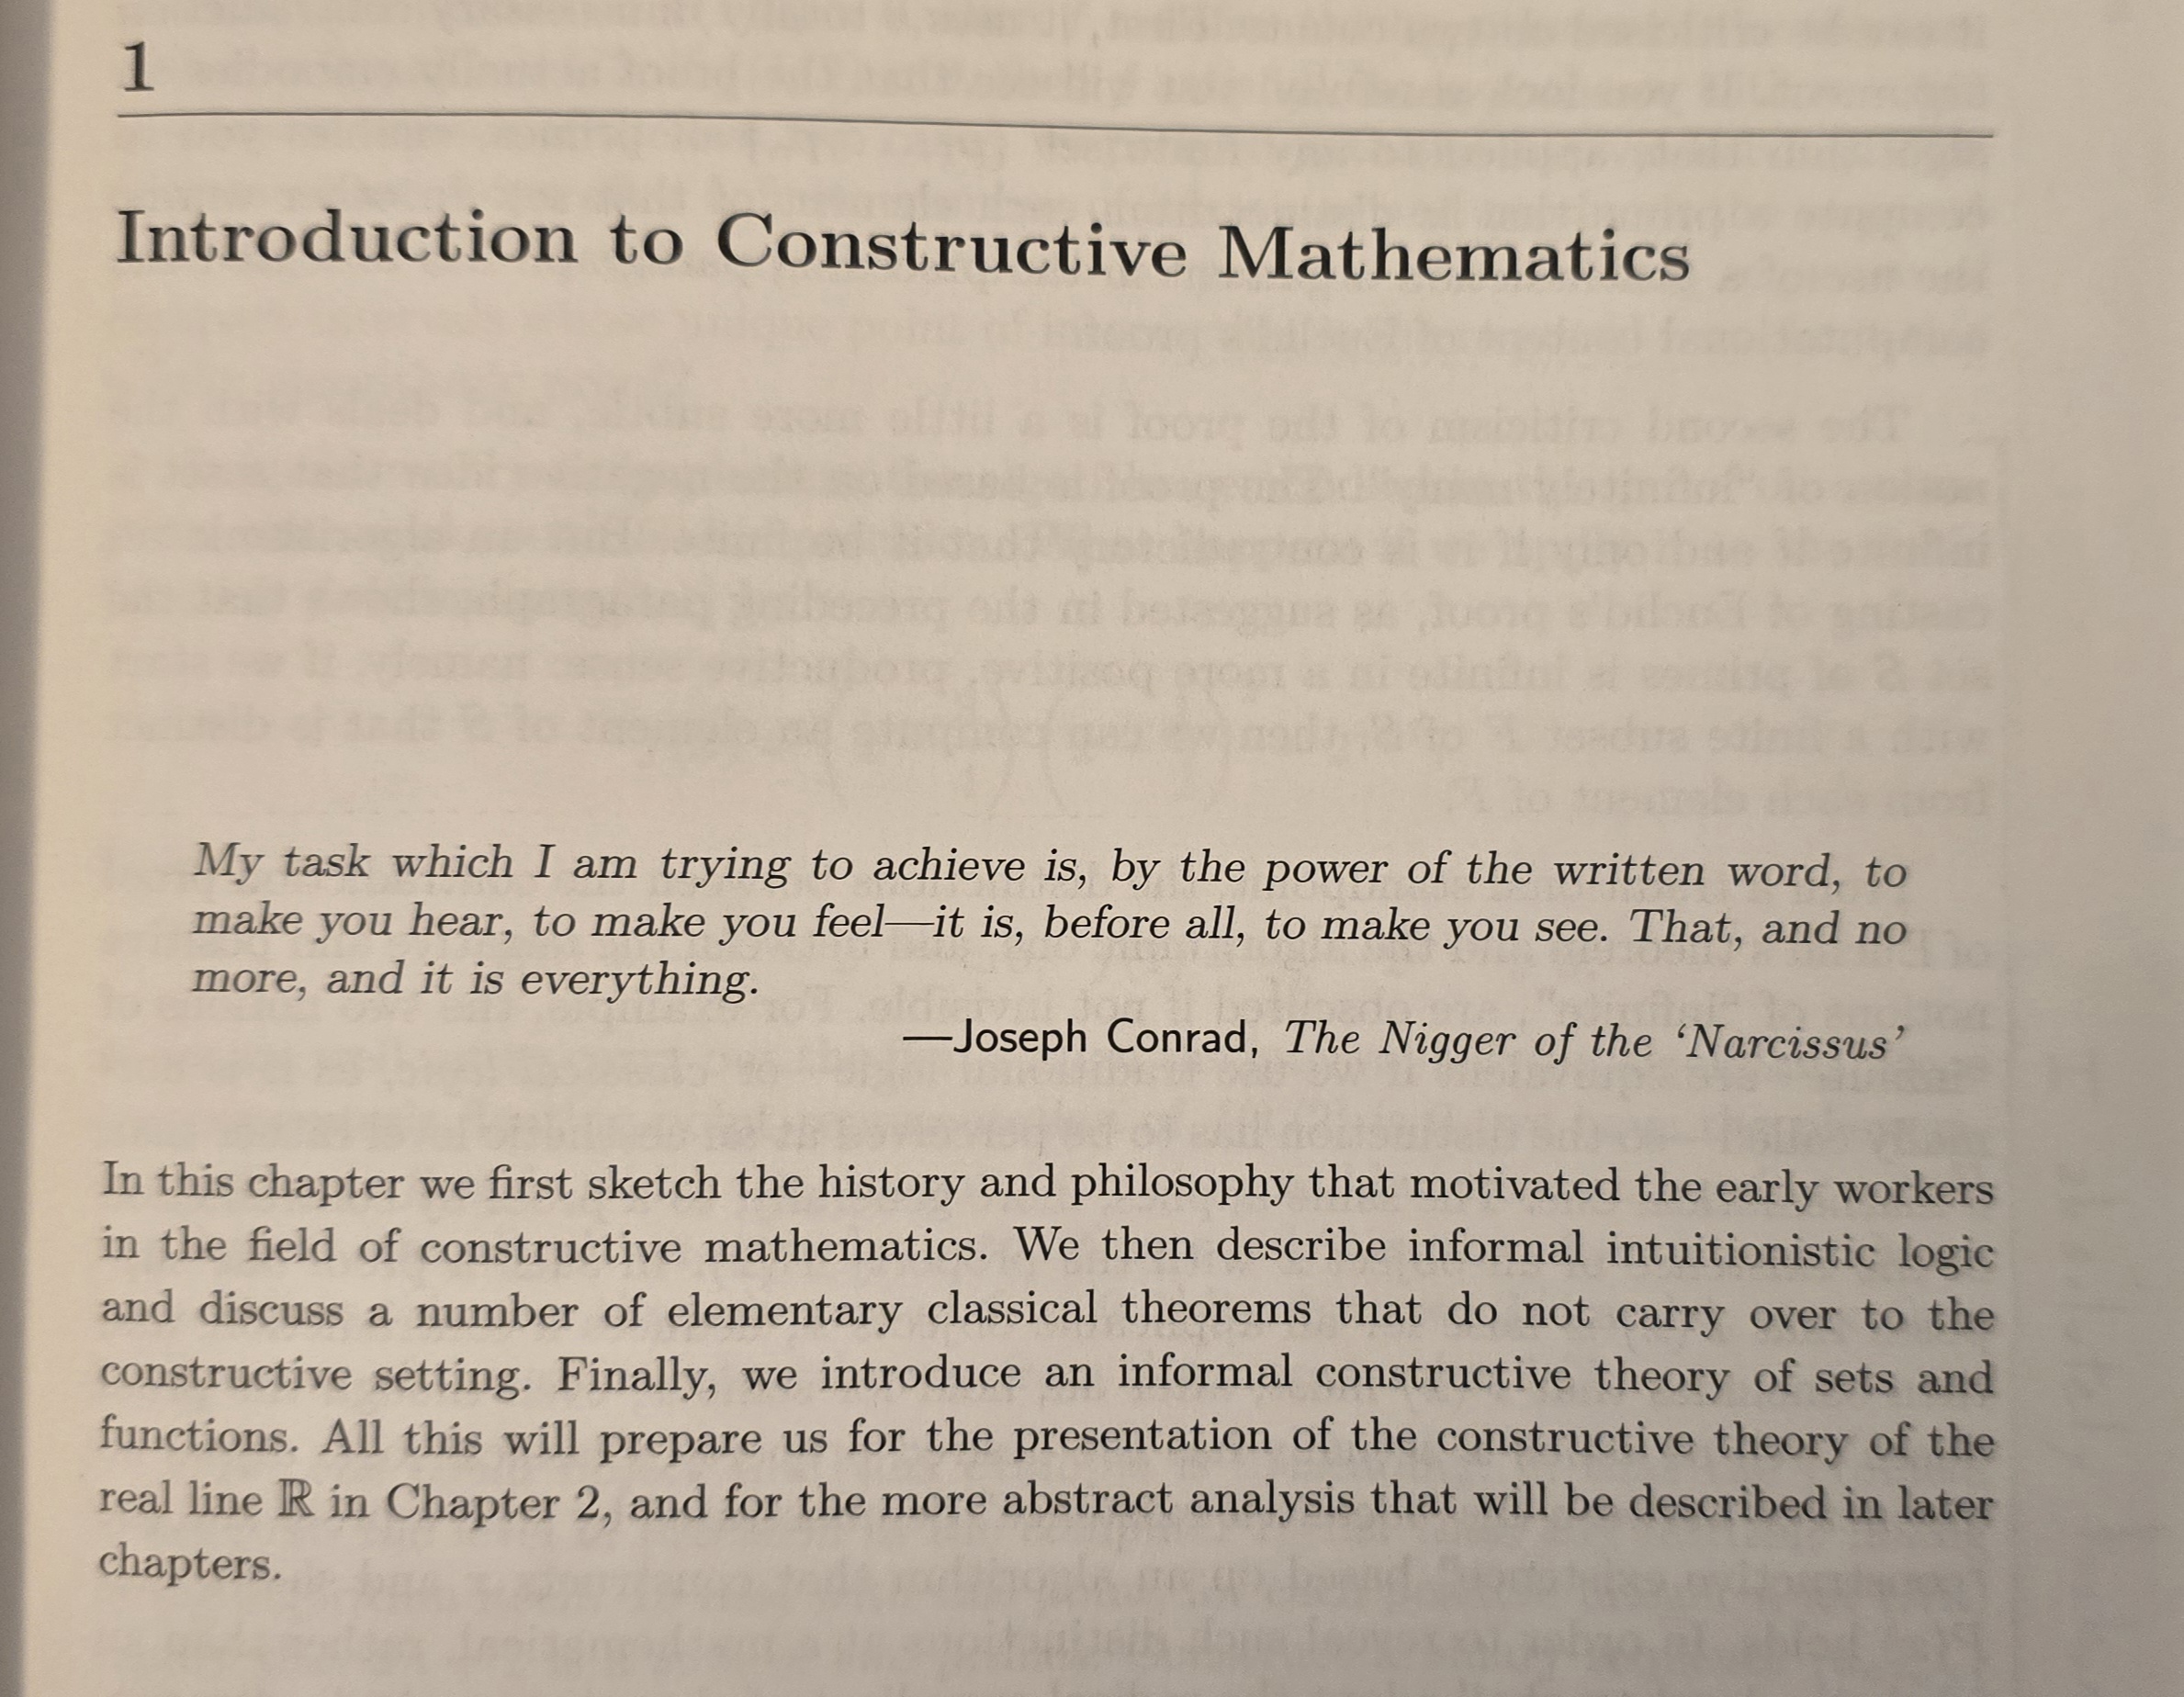 1
Introduction to Constructive Mathematics
My task which I am trying to achieve is, by the power of the written word, to
make you hear, to make you feel—it is, before all, to make you see. That, and no
more, and it is everything.
—Joseph Conrad, The Nigger of the ‘Narcissus’
In this chapter we first sketch the history and philosophy that motivated the early workers
in the field of constructive mathematics. We then describe informal intuitionistic logic
and discuss a number of elementary classical theorems that do not carry over to the
constructive setting. Finally, we introduce an informal constructive theory of sets and
functions. All this will prepare us for the presentation of the constructive theory of the
real line ℝ in Chapter 2, and for the more abstract analysis that will be described in later
chapters.